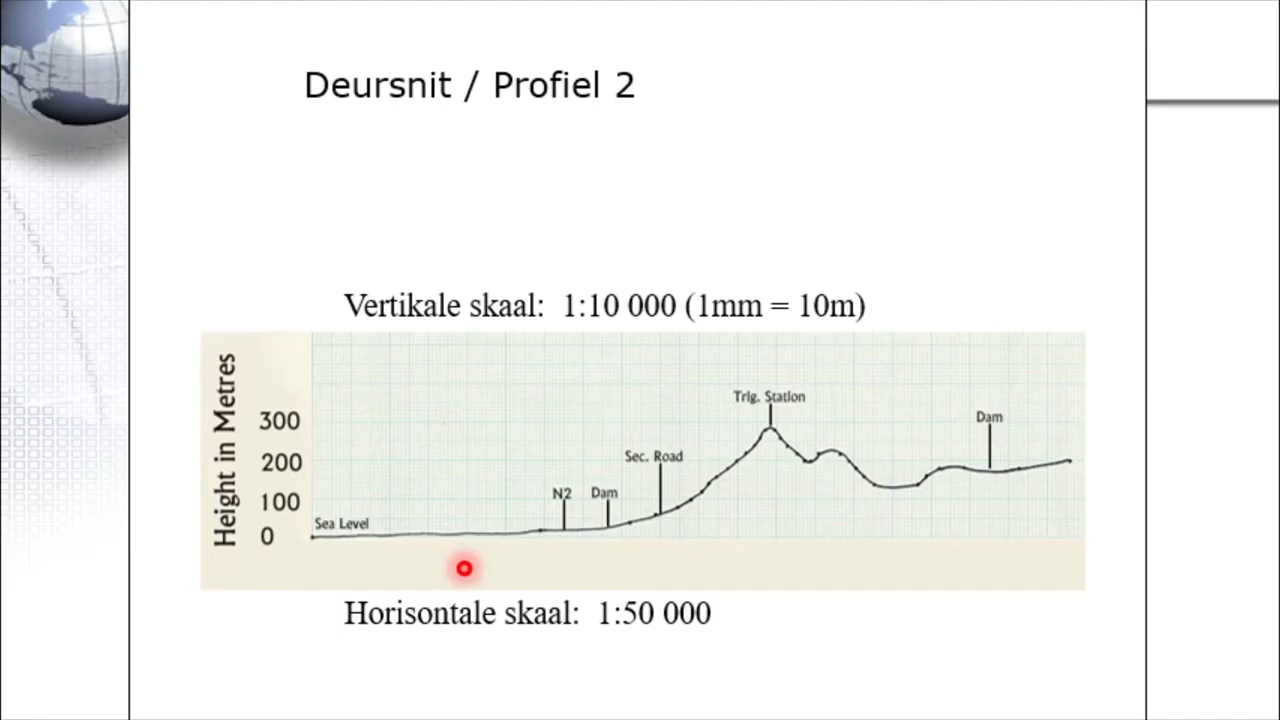 Deursnit / Profiel 2
Vertikale skaal: 1:10 000 (1mm = 10m)
Height in Metres
300
200
100
0
Sea Level
N2
Dam
Sec. Road
Trig. Station
Dam
Horisontale skaal: 1:50 000